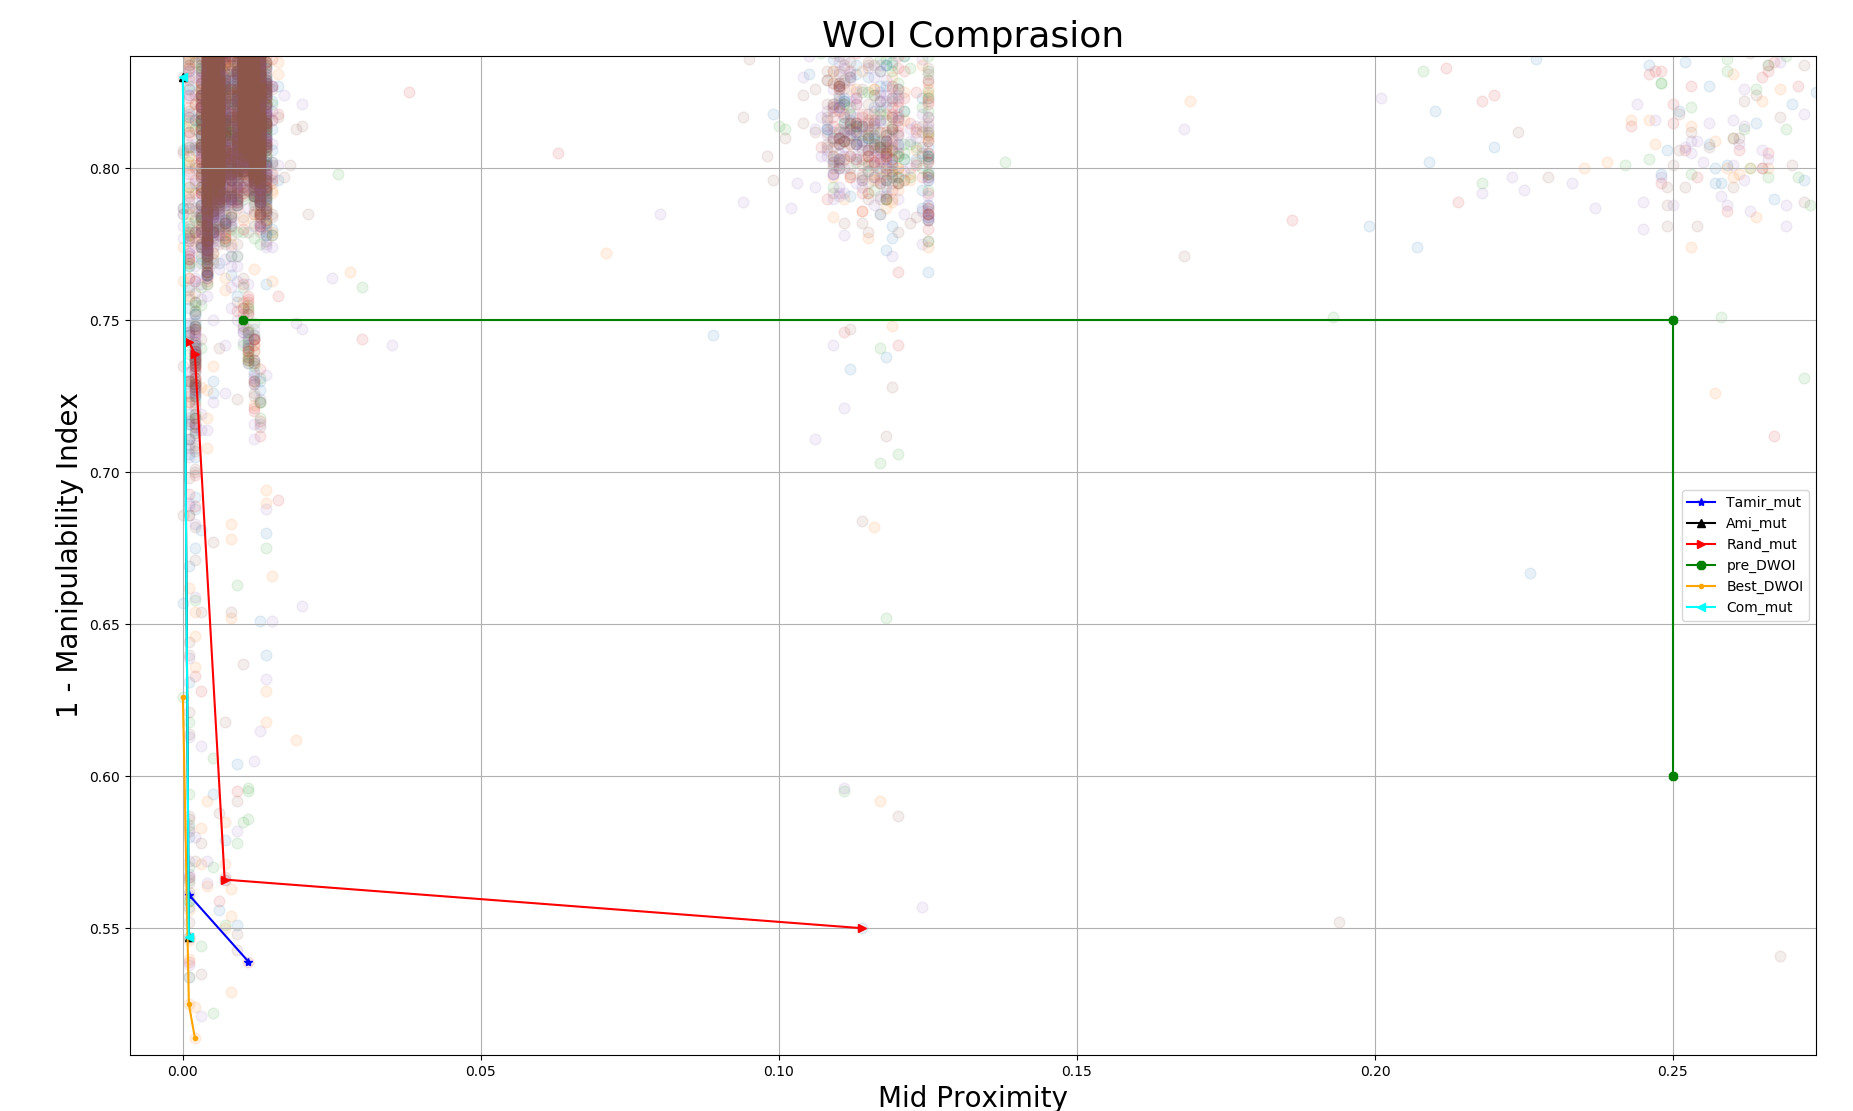 WOI Comprasion
1 - Manipulability Index
0.80
0.75
0.70
0.65
0.60
0.55
Tamir_mut
Ami_mut
Rand_mut
pre_DWOI
Best_DWOI
Com_mut
0.00 0.05 0.10 0.15 0.20 0.25
Mid Proximity